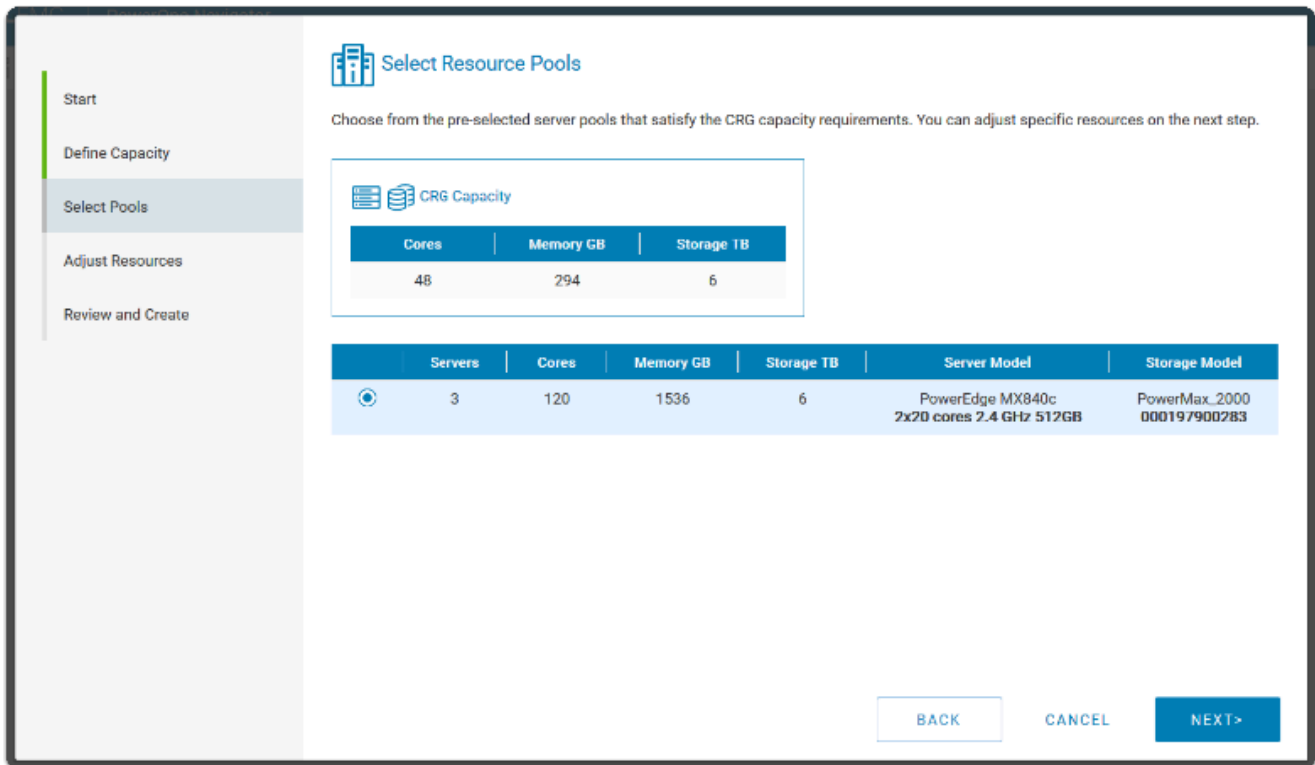 PowerOne Navigator
Start
Define Capacity
Select Pools
Adjust Resources
Review and Create
Select Resource Pools
Choose from the pre-selected server pools that satisfy the CRG capacity requirements. You can adjust specific resources on the next step.
CRG Capacity
Cores Memory GB Storage TB
48 294 6
Servers Cores Memory GB Storage TB Server Model Storage Model
3 120 1536 6 PowerEdge MX840c PowerMax_2000
2x20 cores 2.4 GHz 512GB 000197900283
BACK CANCEL NEXT>